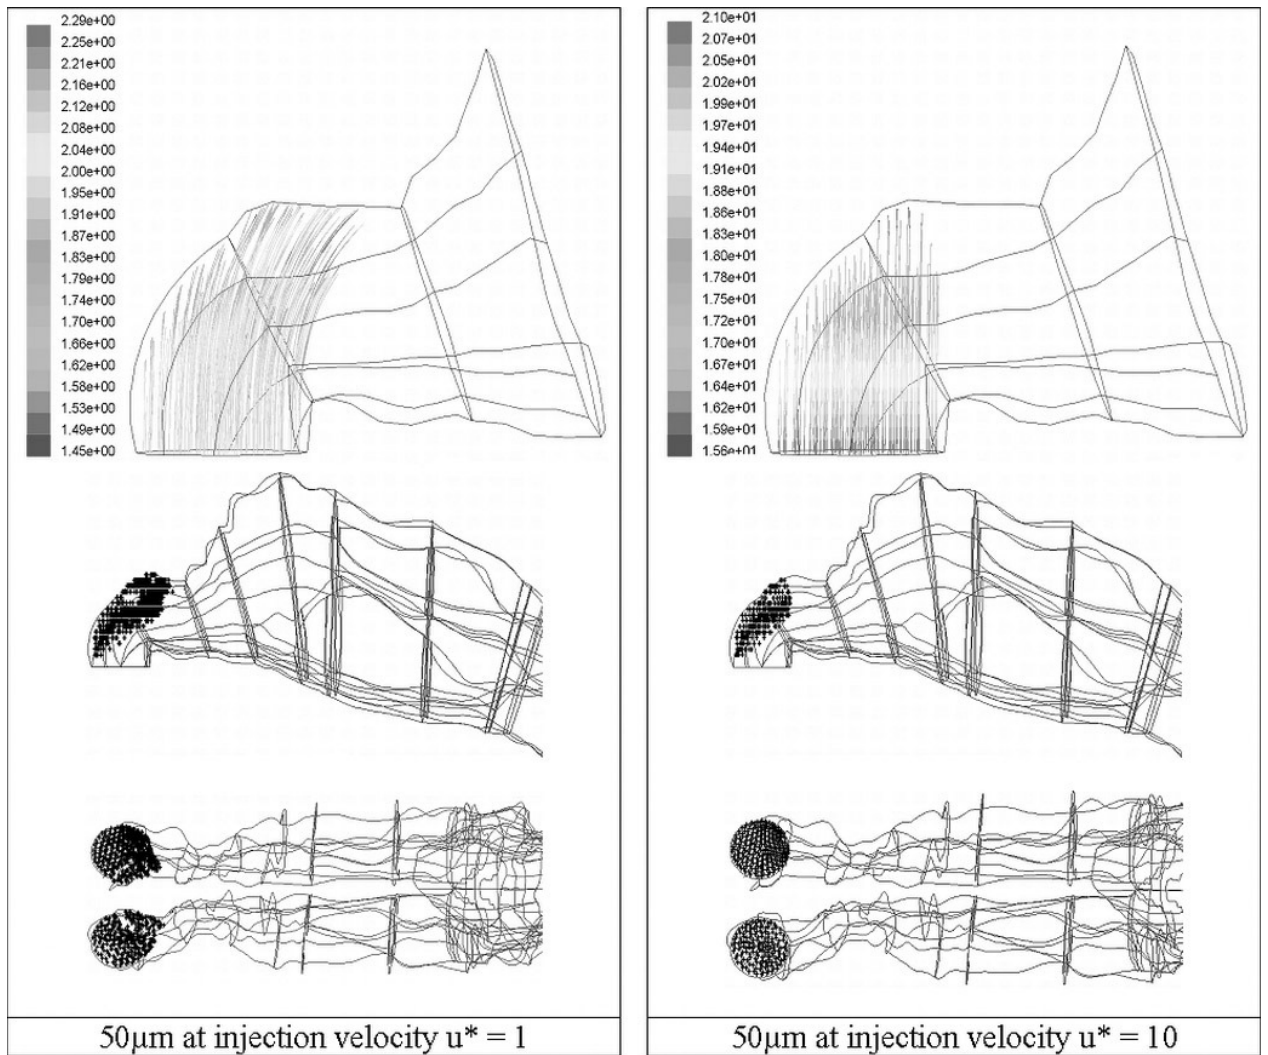 2.29e+00
2.25e+00
2.21e+00
2.16e+00
2.12e+00
2.08e+00
2.04e+00
2.00e+00
1.95e+00
1.91e+00
1.87e+00
1.83e+00
1.79e+00
1.74e+00
1.70e+00
1.66e+00
1.62e+00
1.58e+00
1.53e+00
1.49e+00
1.45e+00
50µm at injection velocity u* = 1
2.10e+01
2.07e+01
2.05e+01
2.02e+01
1.99e+01
1.97e+01
1.94e+01
1.91e+01
1.88e+01
1.86e+01
1.83e+01
1.80e+01
1.78e+01
1.75e+01
1.72e+01
1.70e+01
1.67e+01
1.64e+01
1.62e+01
1.59e+01
1.56e+01
50µm at injection velocity u* = 10